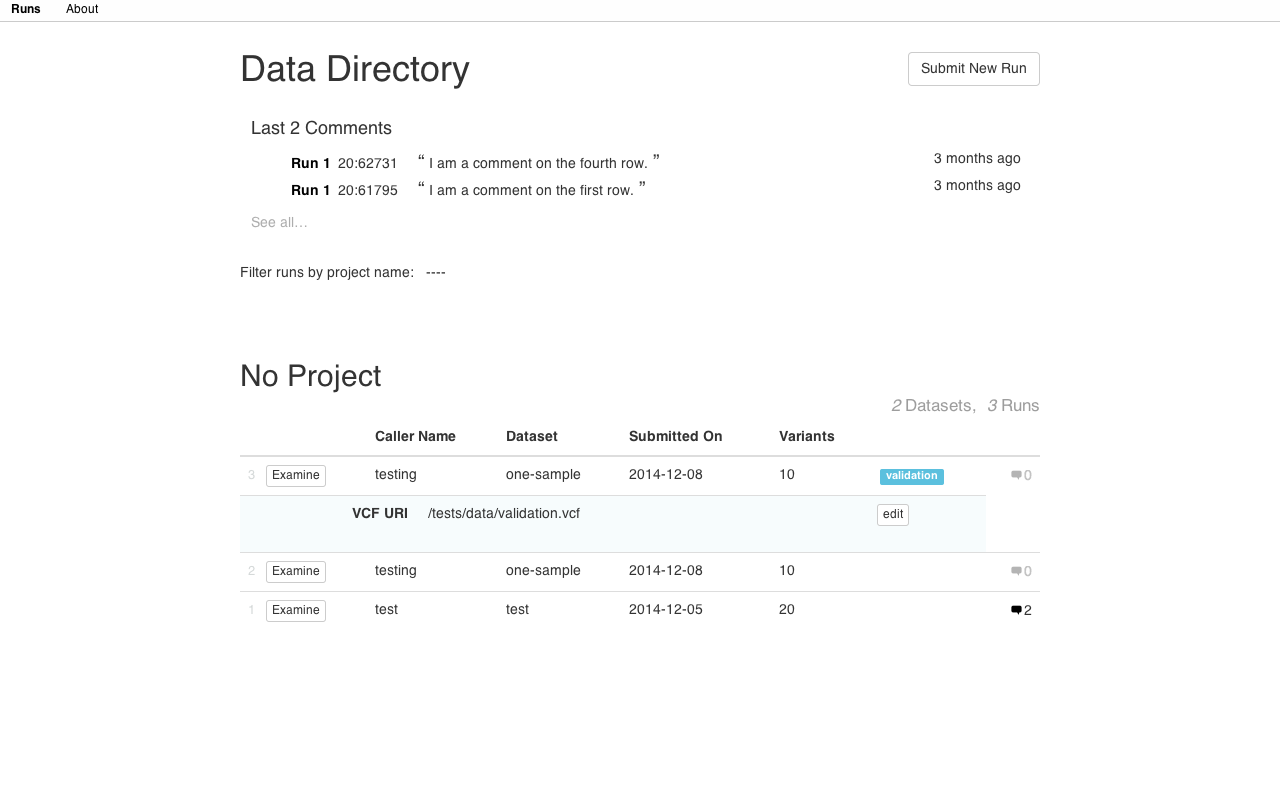 Runs About
Data Directory Submit New Run
Last 2 Comments
Run 1 20:62731 “ I am a comment on the fourth row. ” 3 months ago
Run 1 20:61795 “ I am a comment on the first row. ” 3 months ago
See all...
Filter runs by project name: ----
No Project
2 Datasets, 3 Runs
Caller Name Dataset Submitted On Variants
3 Examine testing one-sample 2014-12-08 10 validation 0
VCF URI /tests/data/validation.vcf edit
2 Examine testing one-sample 2014-12-08 10 0
1 Examine test test 2014-12-05 20 2